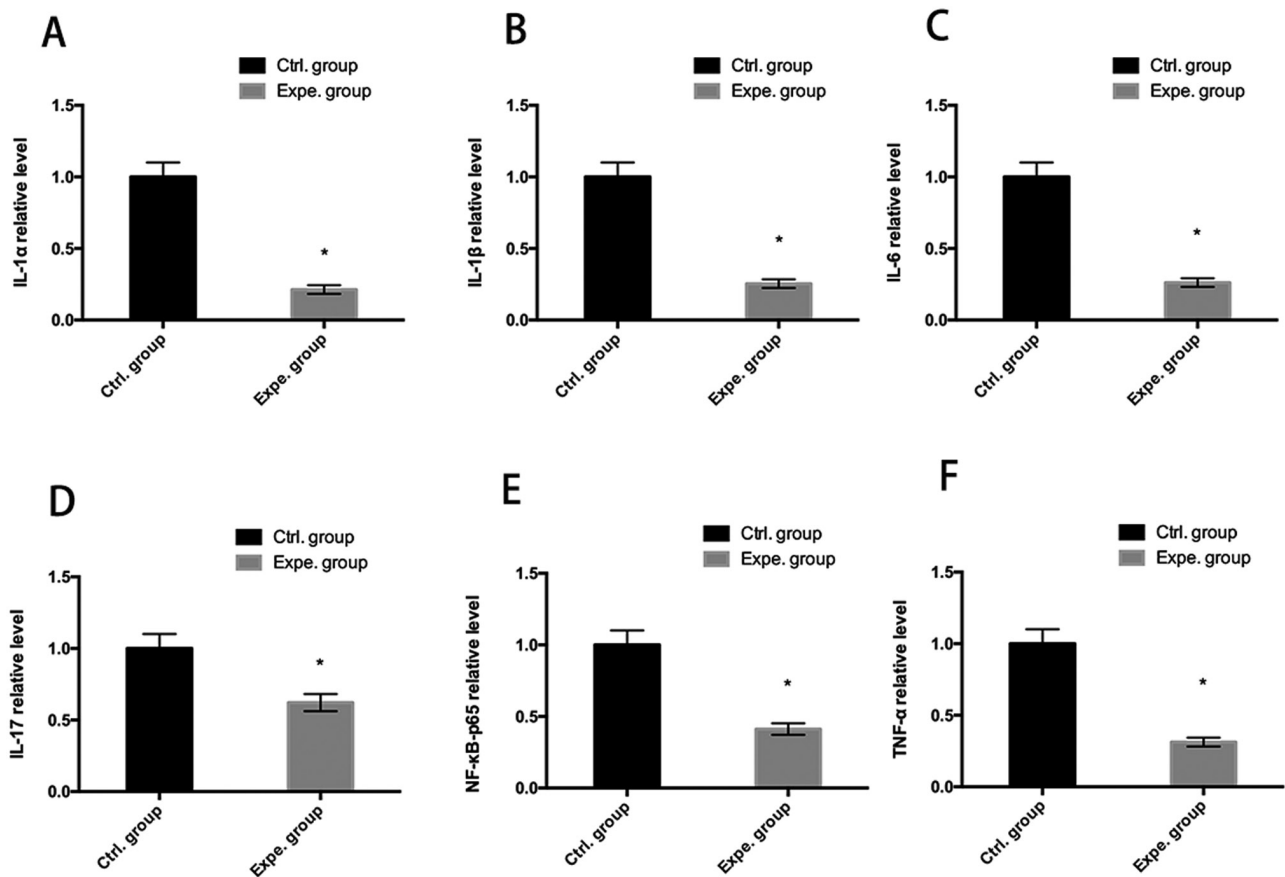 A
Ctrl. group
Expe. group
IL-1α relative level
1.5
1.0
0.5
0.0
*
Ctrl. group
Expe. group
B
Ctrl. group
Expe. group
IL-1β relative level
1.5
1.0
0.5
0.0
*
Ctrl. group
Expe. group
C
Ctrl. group
Expe. group
IL-6 relative level
1.5
1.0
0.5
0.0
*
Ctrl. group
Expe. group
D
Ctrl. group
Expe. group
IL-17 relative level
1.5
1.0
0.5
0.0
*
Ctrl. group
Expe. group
E
Ctrl. group
Expe. group
NF-κB-p65 relative level
1.5
1.0
0.5
0.0
*
Ctrl. group
Expe. group
F
Ctrl. group
Expe. group
TNF-α relative level
1.5
1.0
0.5
0.0
*
Ctrl. group
Expe. group